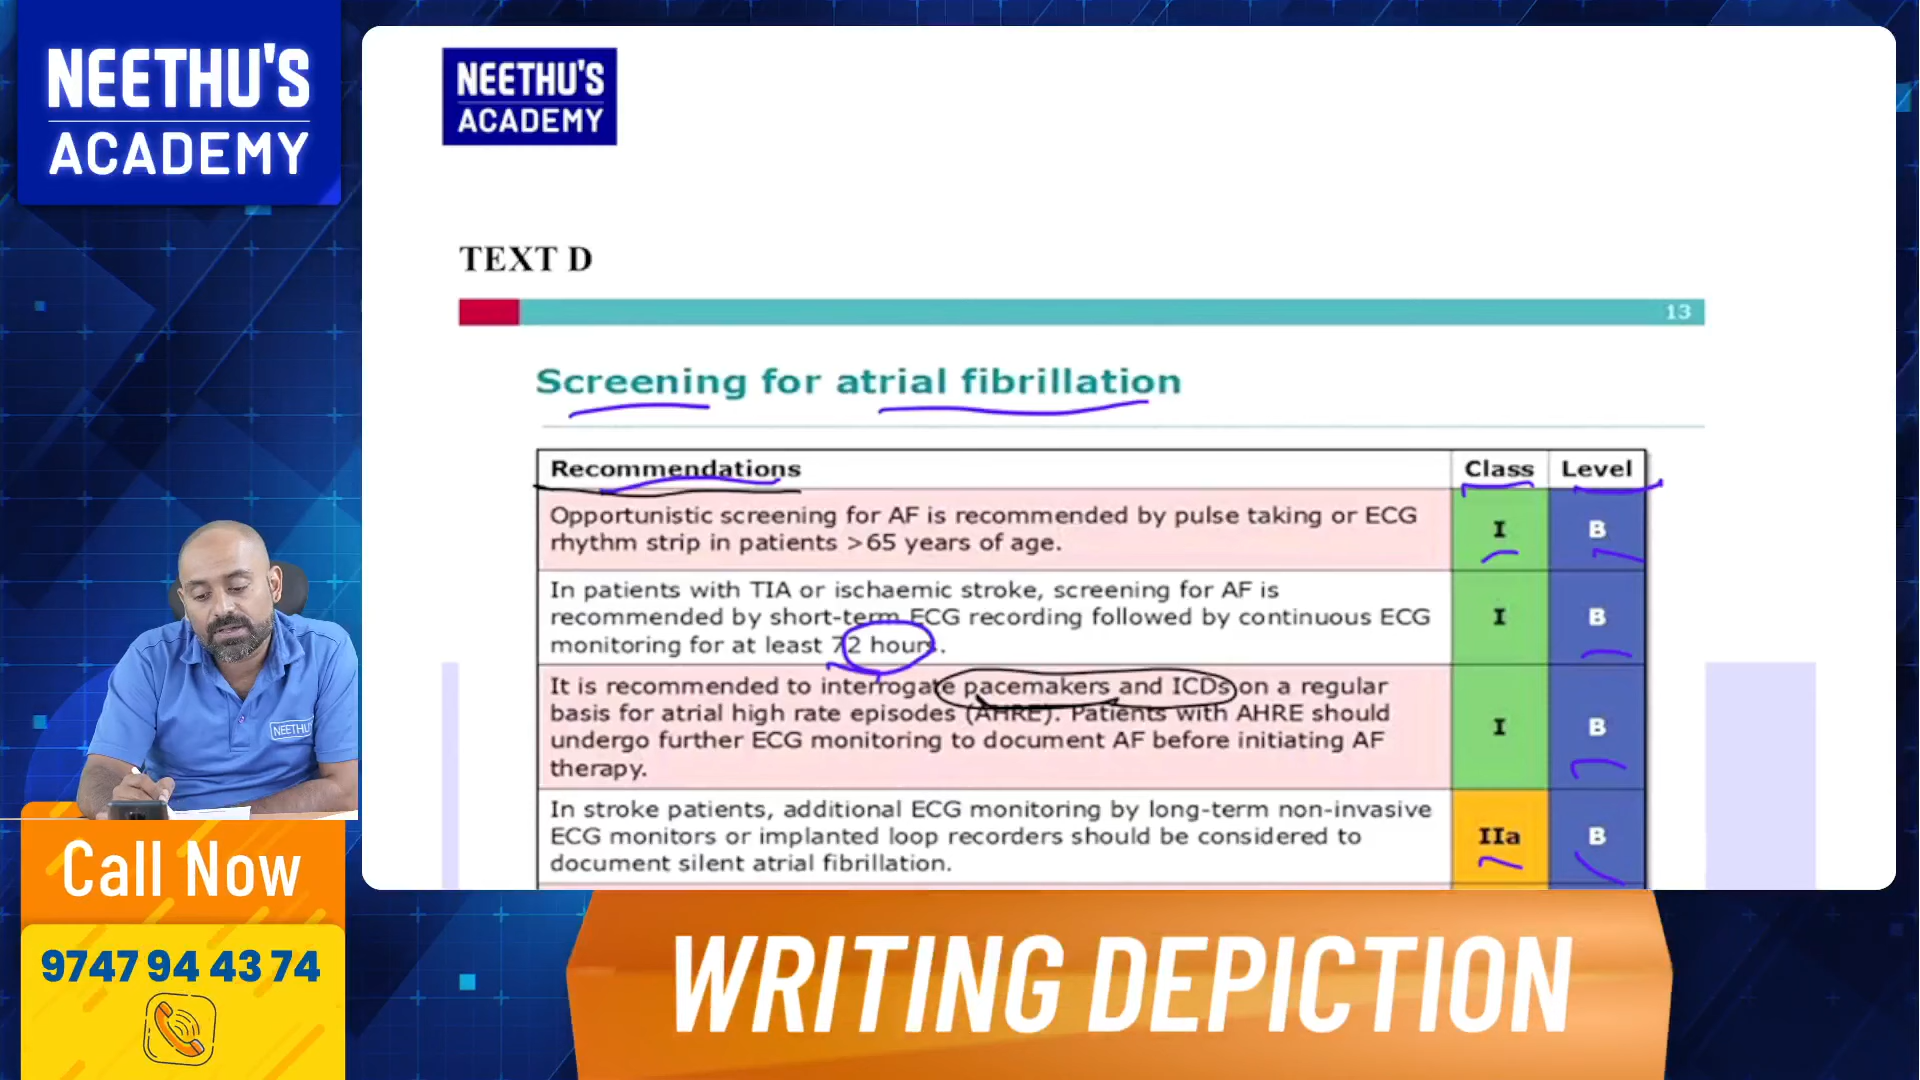 NEETHU'S
ACADEMY
NEETHU'S
ACADEMY
TEXT D
13
Screening for atrial fibrillation
Recommendations Class Level
Opportunistic screening for AF is recommended by pulse taking or ECG
rhythm strip in patients >65 years of age.
I B
In patients with TIA or ischaemic stroke, screening for AF is
recommended by short-term ECG recording followed by continuous ECG
monitoring for at least 72 hours.
I B
It is recommended to interrogate pacemakers and ICDs on a regular
basis for atrial high rate episodes (AHRE). Patients with AHRE should
undergo further ECG monitoring to document AF before initiating AF
therapy.
I B
In stroke patients, additional ECG monitoring by long-term non-invasive
ECG monitors or implanted loop recorders should be considered to
document silent atrial fibrillation.
IIa B
NEETHU'
Call Now
9747 94 43 74
WRITING DEPICTION